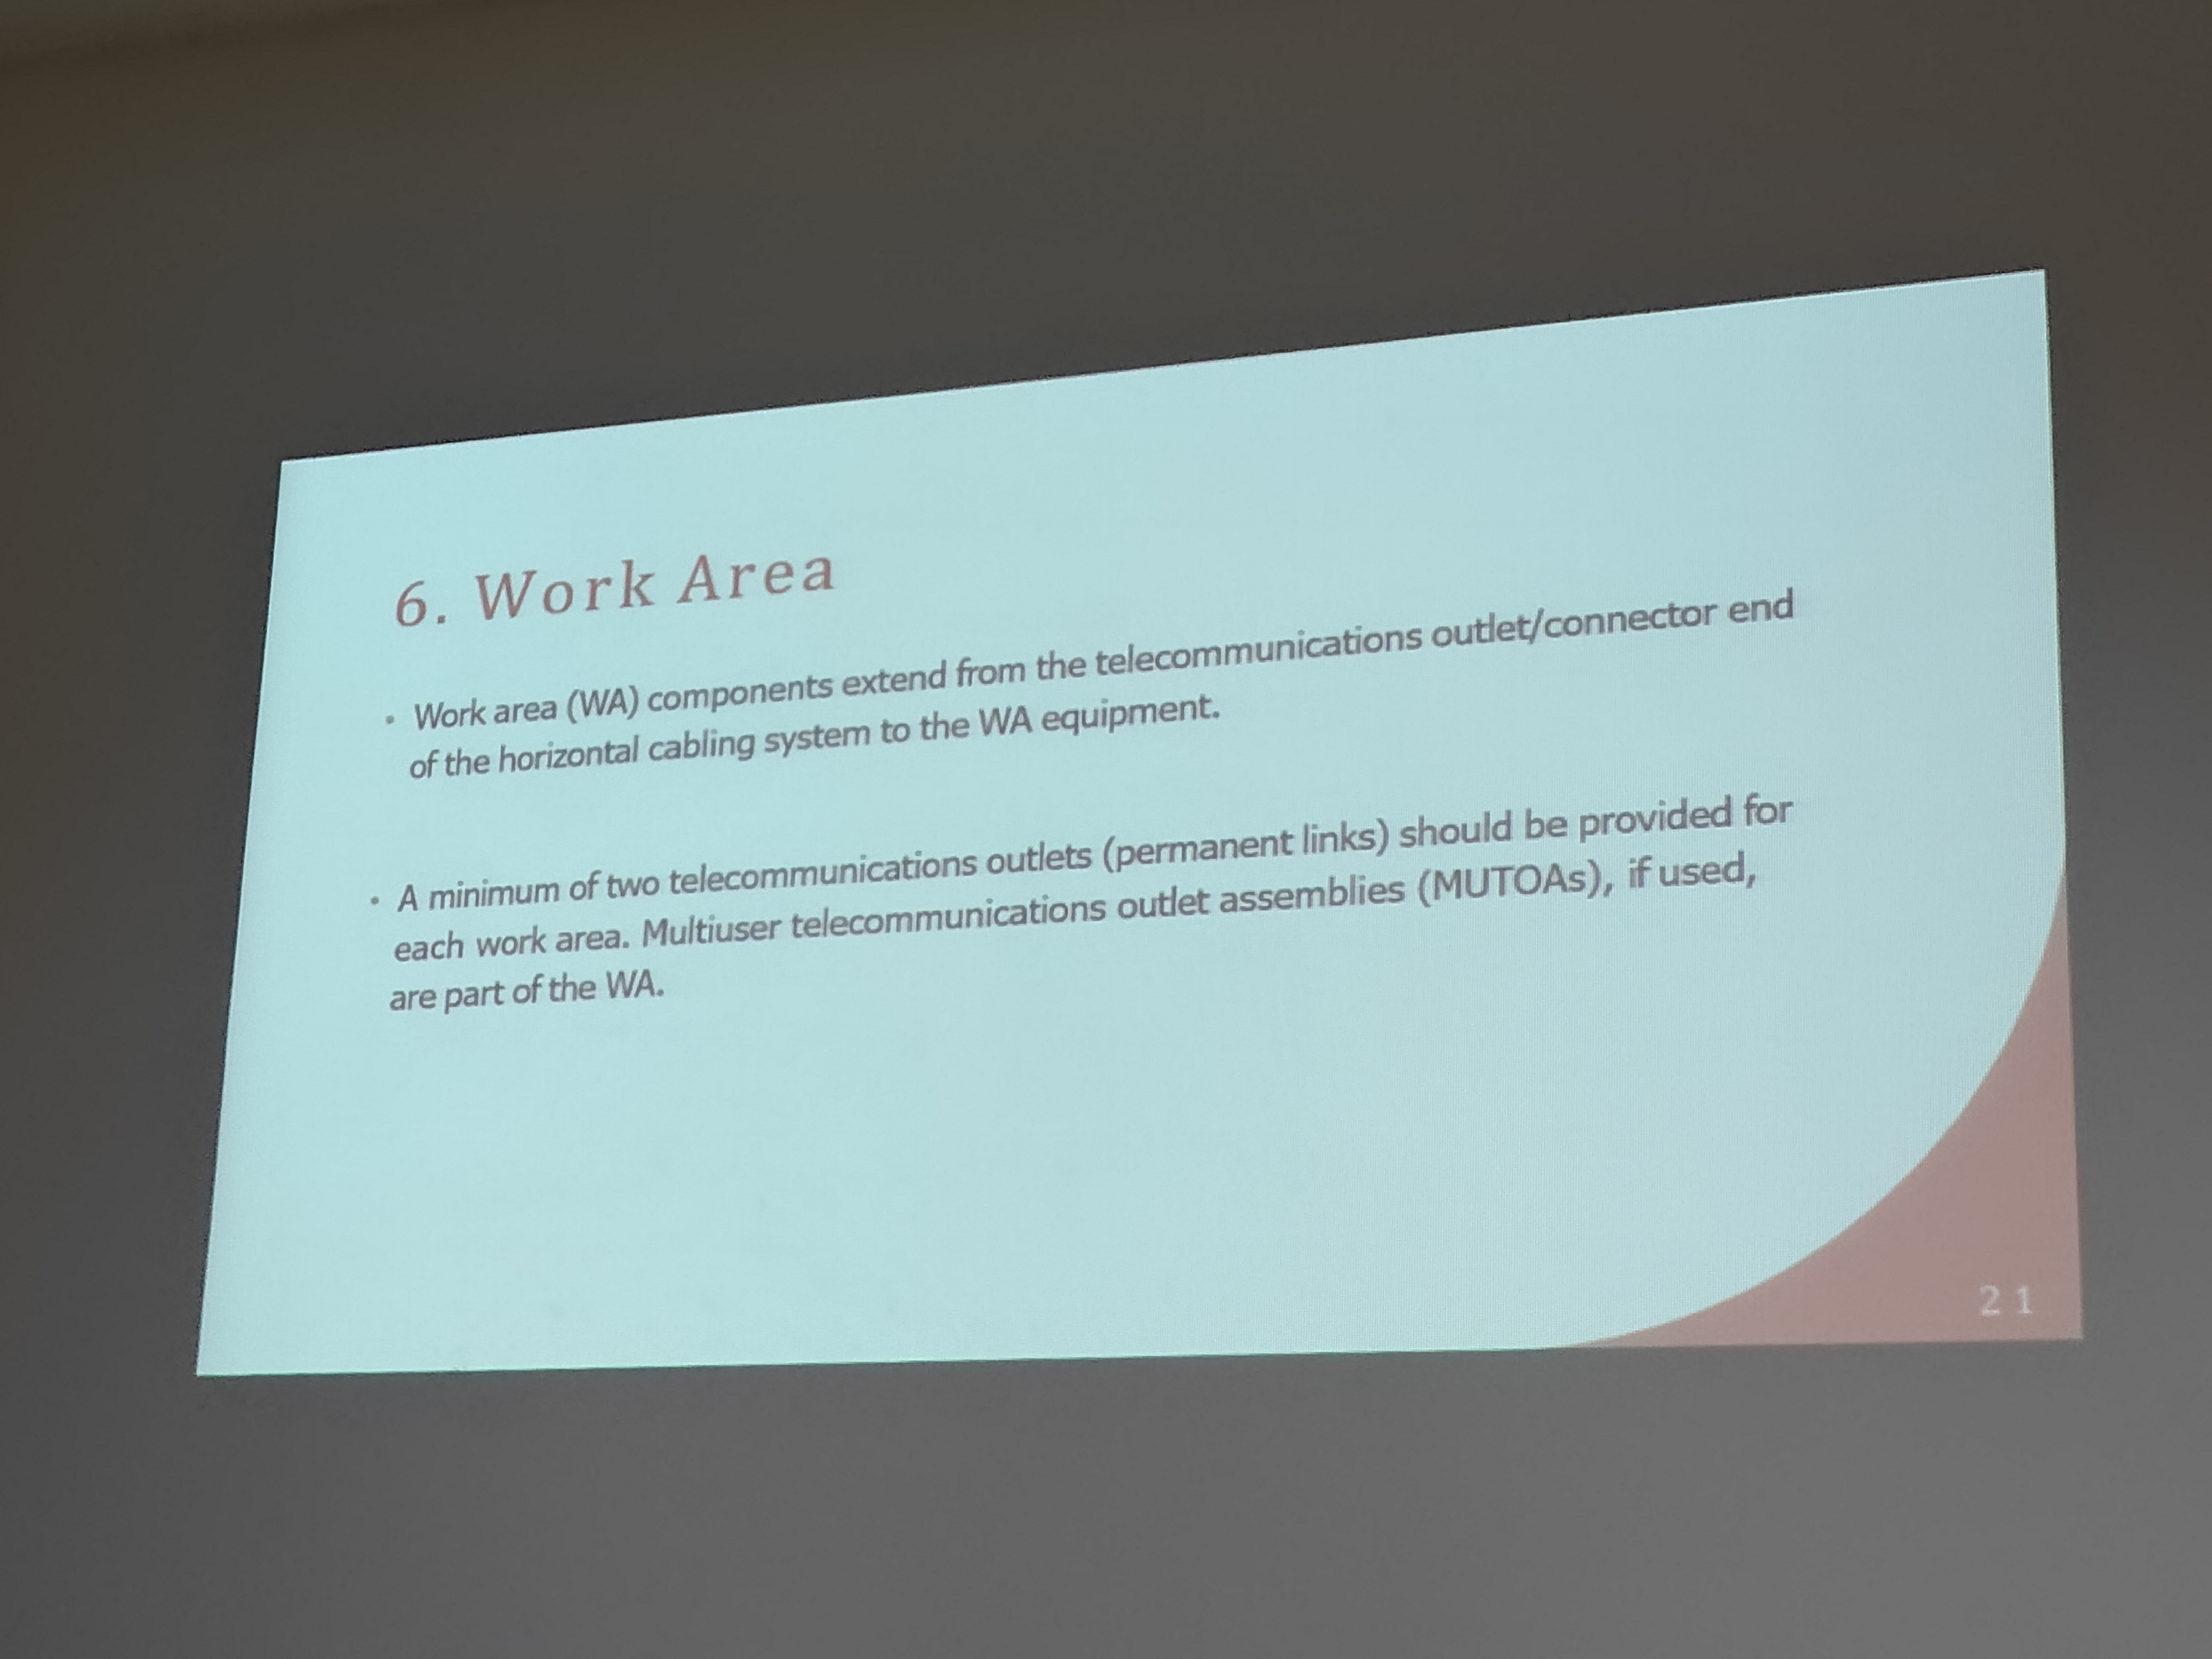 6. Work Area
• Work area (WA) components extend from the telecommunications outlet/connector end
of the horizontal cabling system to the WA equipment.
• A minimum of two telecommunications outlets (permanent links) should be provided for
each work area. Multiuser telecommunications outlet assemblies (MUTOAs), if used,
are part of the WA.
21